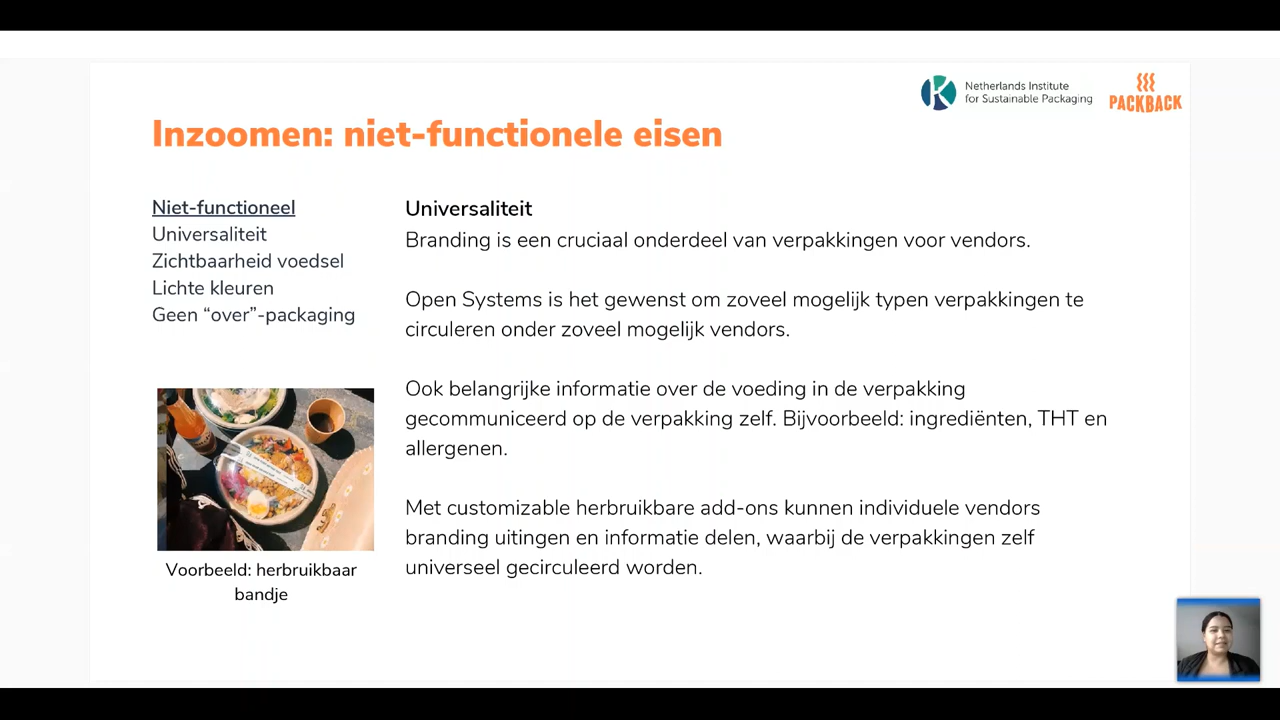 Netherlands Institute
for Sustainable Packaging
PACKBACK
Inzoomen: niet-functionele eisen
Niet-functioneel
Universaliteit
Zichtbaarheid voedsel
Lichte kleuren
Geen “over”-packaging
Voorbeeld: herbruikbaar
bandje
Universaliteit
Branding is een cruciaal onderdeel van verpakkingen voor vendors.
Open Systems is het gewenst om zoveel mogelijk typen verpakkingen te
circuleren onder zoveel mogelijk vendors.
Ook belangrijke informatie over de voeding in de verpakking
gecommuniceerd op de verpakking zelf. Bijvoorbeeld: ingrediënten, THT en
allergenen.
Met customizable herbruikbare add-ons kunnen individuele vendors
branding uitingen en informatie delen, waarbij de verpakkingen zelf
universeel gecirculeerd worden.